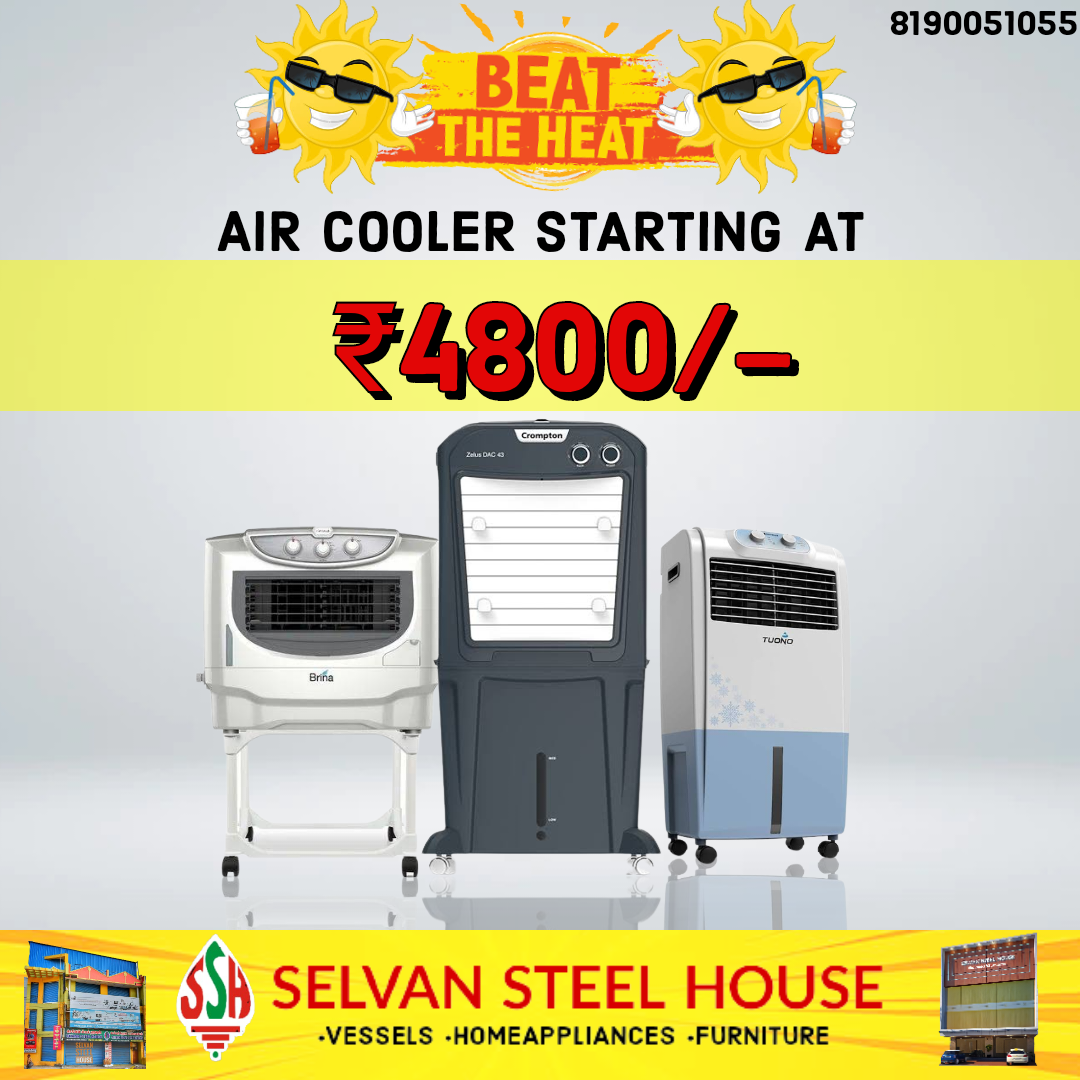 8190051055
BEAT
THE HEAT
AIR COOLER STARTING AT
₹4800/-
Crompton
Zelus DAC 43
Brina
TUONO
SSH
SELVAN STEEL HOUSE
•VESSELS •HOMEAPPLIANCES •FURNITURE